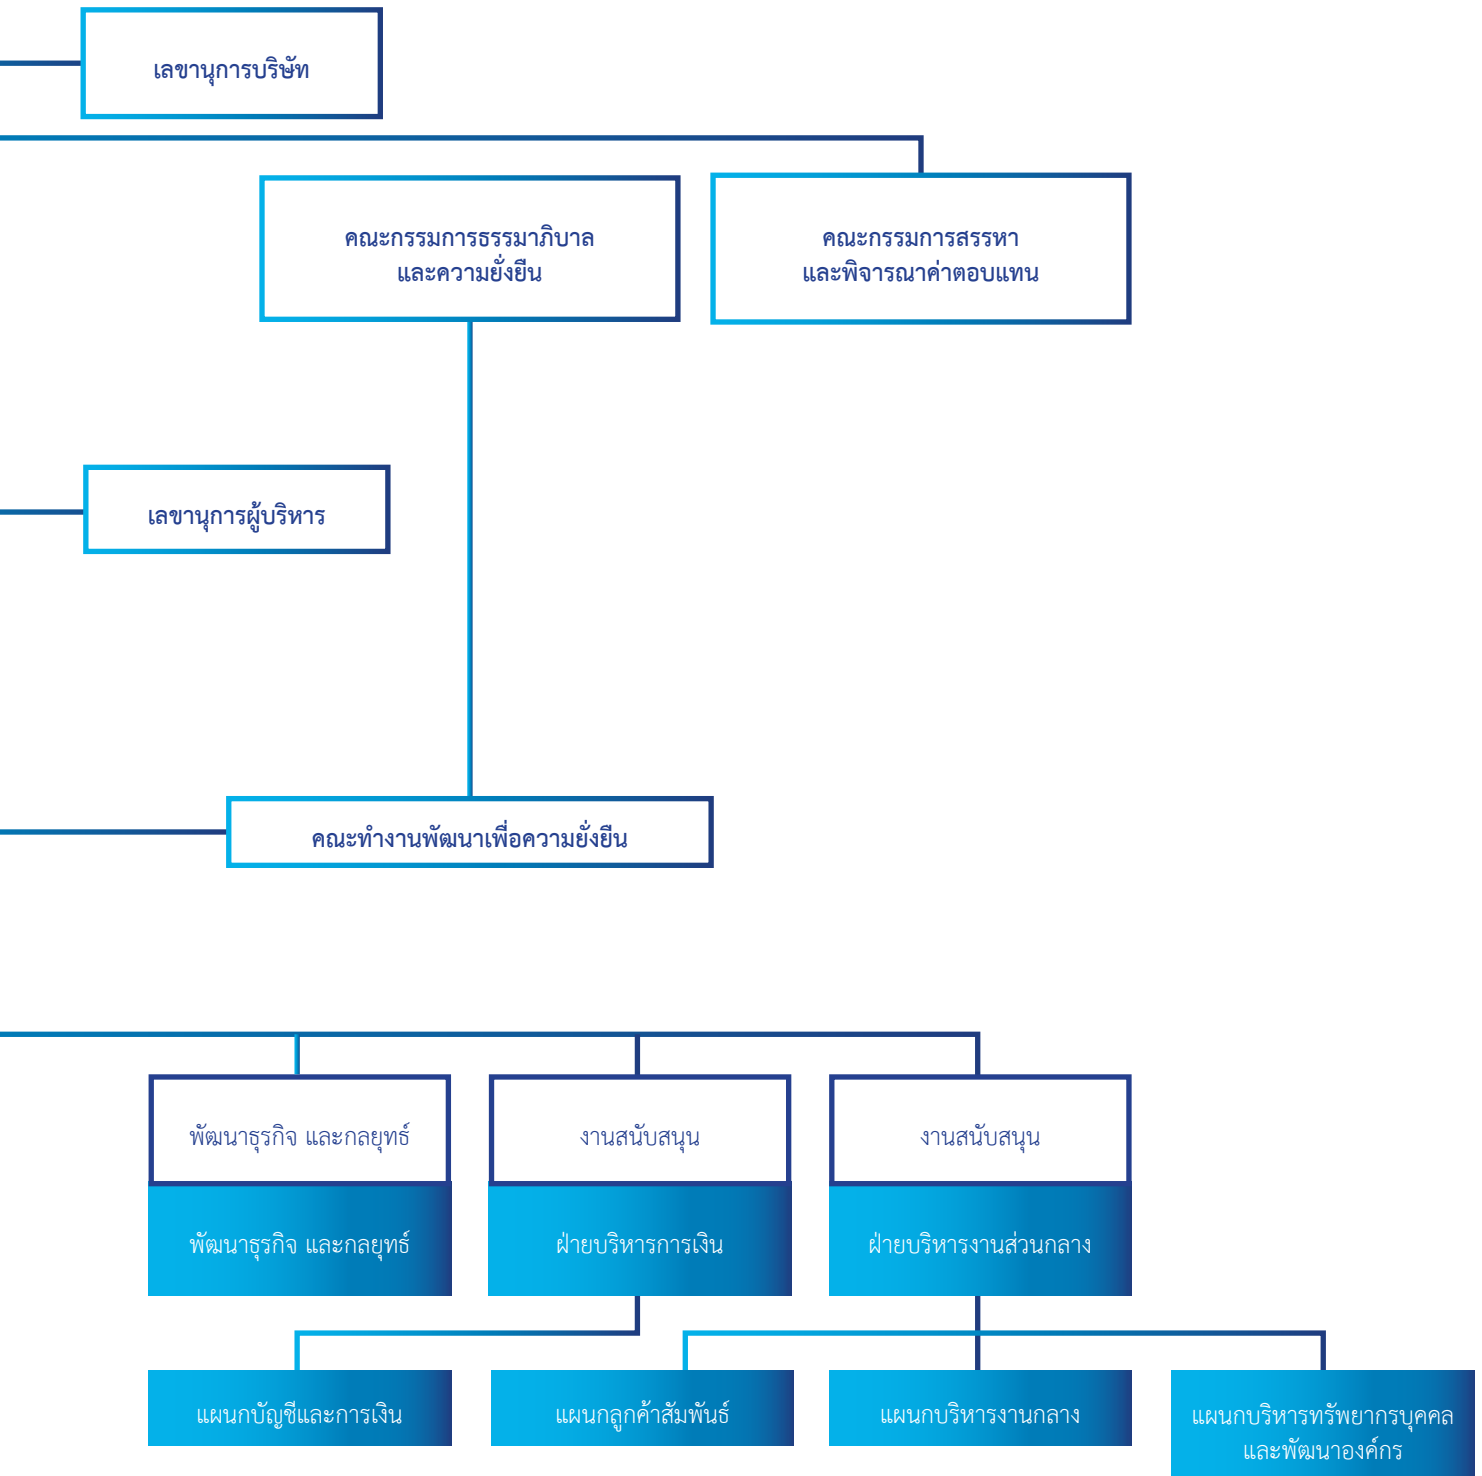 เลขานุการบริษัท
คณะกรรมการธรรมาภิบาล
และความยั่งยืน
คณะกรรมการสรรหา
และพิจารณาค่าตอบแทน
เลขานุการผู้บริหาร
คณะทำงานพัฒนาเพื่อความยั่งยืน
พัฒนาธุรกิจ และกลยุทธ์
งานสนับสนุน
งานสนับสนุน
พัฒนาธุรกิจ และกลยุทธ์
ฝ่ายบริหารการเงิน
ฝ่ายบริหารงานส่วนกลาง
แผนกบัญชีและการเงิน
แผนกลูกค้าสัมพันธ์
แผนกบริหารงานกลาง
แผนกบริหารทรัพยากรบุคคล
และพัฒนาองค์กร